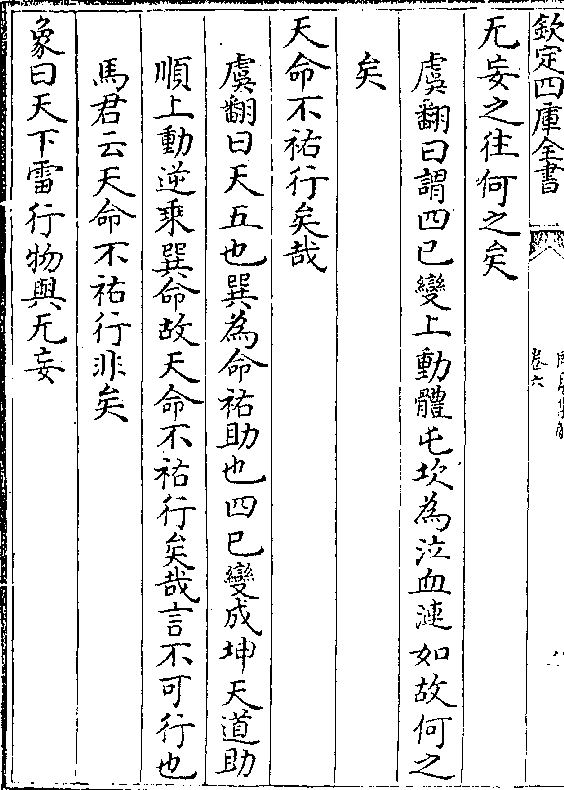 欽定四庫全書
卷六
无妄之往何之矣
虞翻曰謂四已變上動體屯坎為泣血漣如故何之
矣
天命不祐行矣哉
虞翻曰天五也巽為命祐助也四已變成坤天道助
順上動逆乘巽命故天命不祐行矣哉言不可行也
馬君云天命不祐行非矣
象曰天下雷行物與无妄